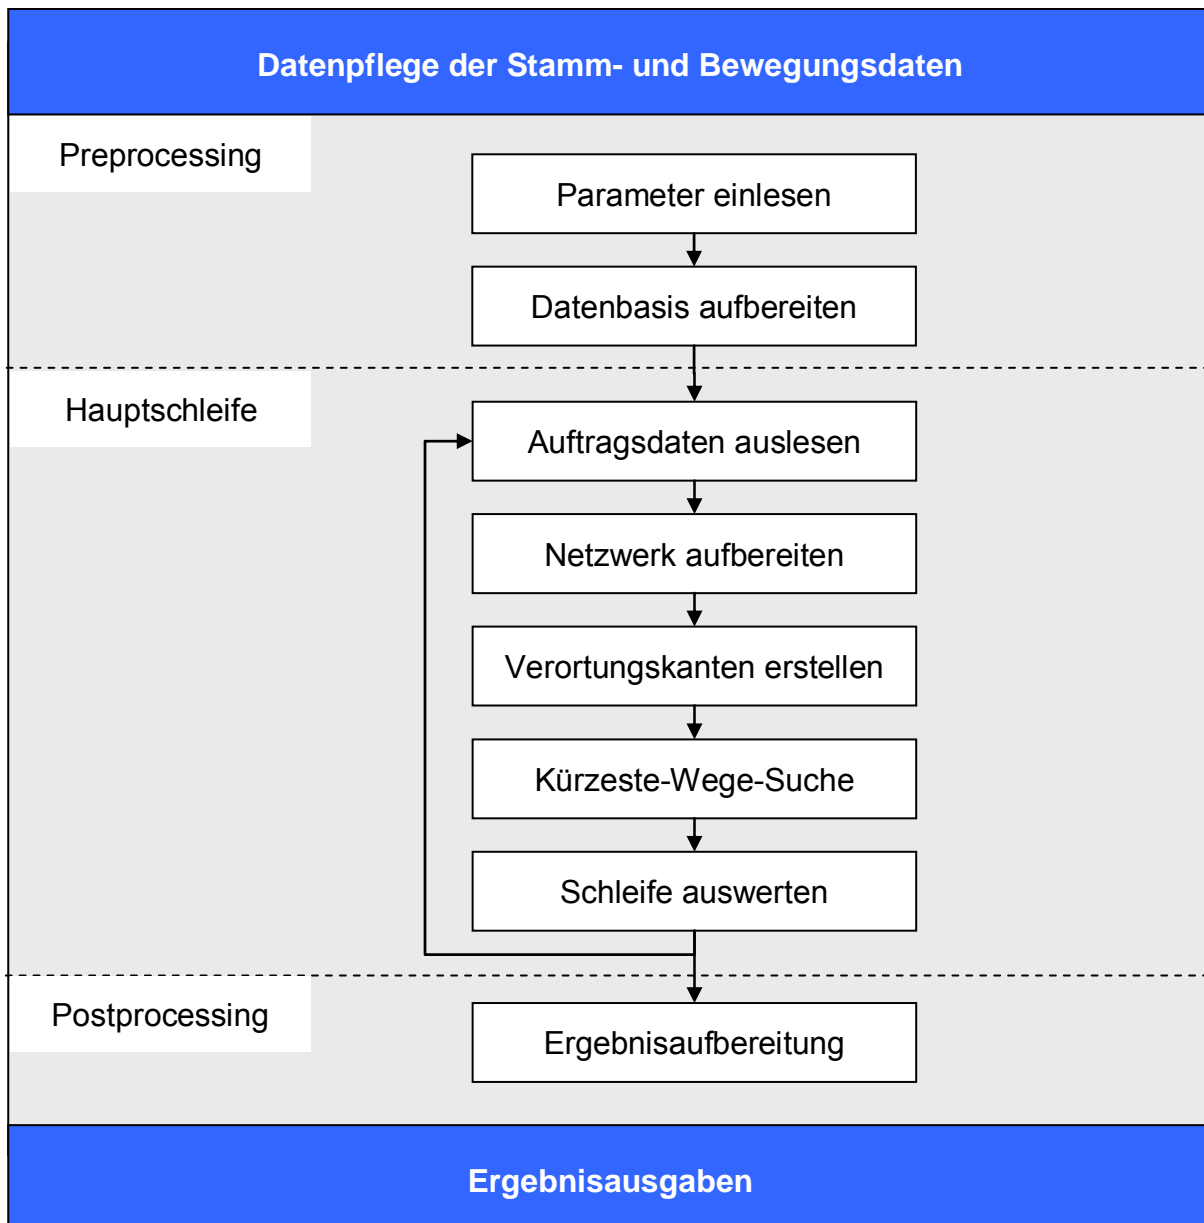 Datenpflege der Stamm- und Bewegungsdaten
Preprocessing
Parameter einlesen
Datenbasis aufbereiten
Hauptschleife
Auftragsdaten auslesen
Netzwerk aufbereiten
Verortungskanten erstellen
Kürzeste-Wege-Suche
Schleife auswerten
Postprocessing
Ergebnisaufbereitung
Ergebnisausgaben